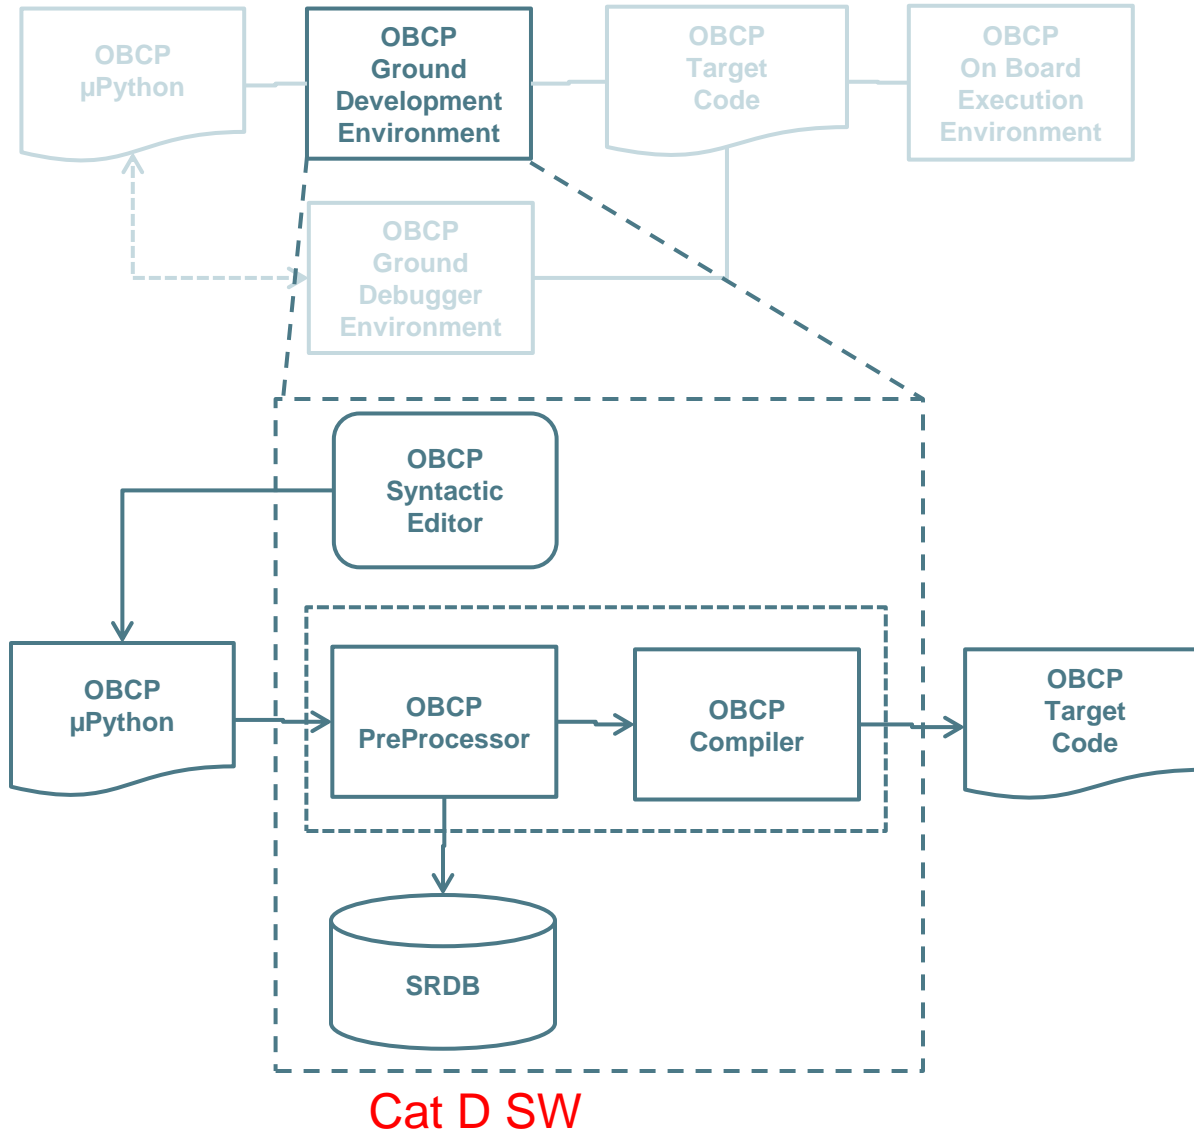 OBCP
µPython
OBCP
Ground
Development
Environment
OBCP
Target
Code
OBCP
On Board
Execution
Environment
OBCP
Ground
Debugger
Environment
OBCP
Syntactic
Editor
OBCP
µPython
OBCP
PreProcessor
OBCP
Compiler
OBCP
Target
Code
SRDB
Cat D SW